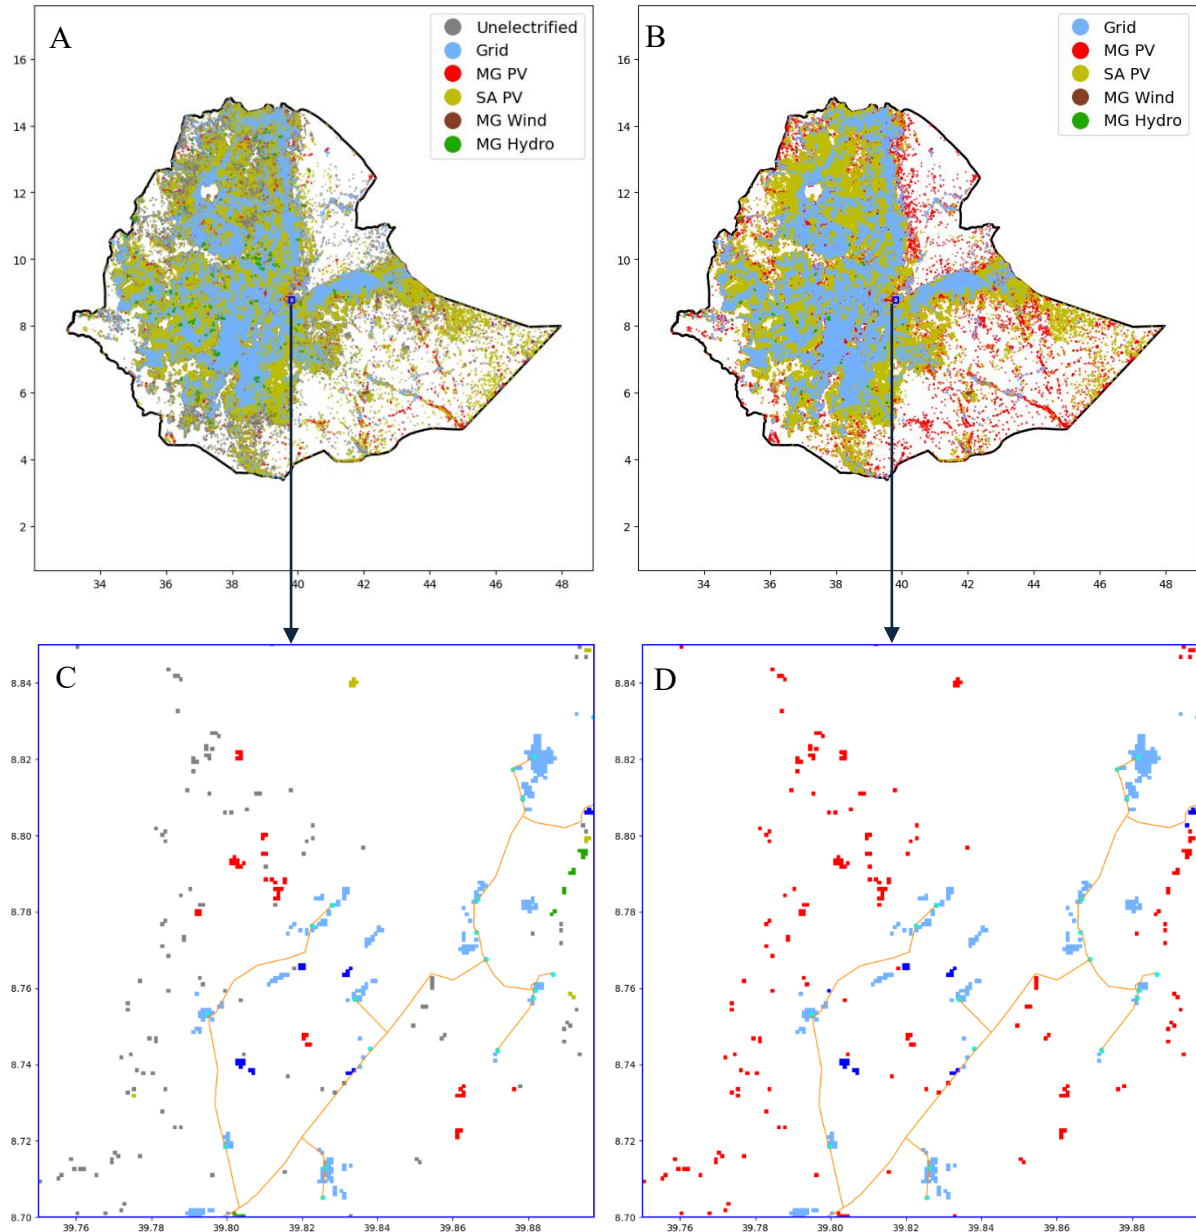 A
Unelectrified
Grid
MG PV
SA PV
MG Wind
MG Hydro
16
14
12
10
8
6
4
2
34 36 38 40 42 44 46 48
B
Grid
MG PV
SA PV
MG Wind
MG Hydro
16
14
12
10
8
6
4
2
34 36 38 40 42 44 46 48
C
8.84
8.82
8.80
8.78
8.76
8.74
8.72
8.70
39.76 39.78 39.80 39.82 39.84 39.86 39.88
D
8.84
8.82
8.80
8.78
8.76
8.74
8.72
8.70
39.76 39.78 39.80 39.82 39.84 39.86 39.88